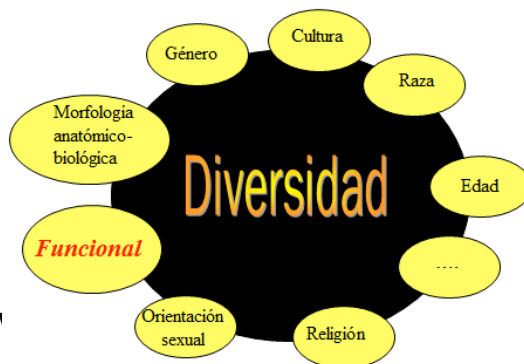 Cultura
Género
Raza
Morfología
anatómico-
biológica
Diversidad
Edad
Funcional
....
Orientación
sexual
Religión